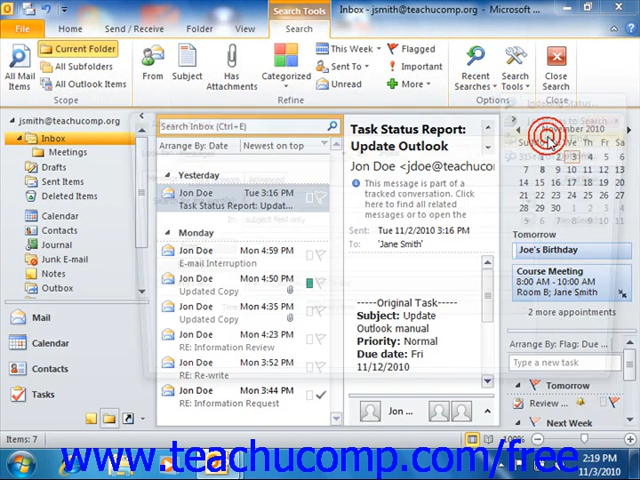 Search Tools
Inbox - jsmith@teachucomp.org - Microsoft ...
File
Home
Send / Receive
Folder
View
Search
All Mail Items
Current Folder
All Subfolders
All Outlook Items
Scope
From
Subject
Has Attachments
Categorized
This Week
Sent To
Unread
Flagged
Important
More
Refine
Recent Searches
Search Tools
Options
Close Search
Close
jsmith@teachucomp.org
Inbox
Meetings
Drafts
Sent Items
Deleted Items
Calendar
Contacts
Journal
Junk E-mail
Notes
Outbox
Mail
Calendar
Contacts
Tasks
Search Inbox (Ctrl+E)
Arrange By: Date
Newest on top
Yesterday
Jon Doe
Tue 3:16 PM
Task Status Report: Updat...
Monday
Jon Doe
Mon 4:59 PM
E-mail Interruption
Jon Doe
Mon 4:50 PM
Updated Copy
Jon Doe
Mon 4:35 PM
Updated Copy
Jon Doe
Mon 4:23 PM
RE: Information Review
Jon Doe
Mon 3:52 PM
RE: Re-write
Jon Doe
Mon 3:44 PM
RE: Information Request
Task Status Report:
Update Outlook
Jon Doe <jdoe@teachucor
This message is part of a
tracked conversation. Click
here to find all related
messages or to open the
Sent: Tue 11/2/2010 3:16 PM
To: 'Jane Smith'
-----Original Task-----
Subject: Update
Outlook manual
Priority: Normal
Due date: Fri
11/12/2010
Jon ...
November 2010
1 2 3 4 5 6
7 8 9 10 11 12 13
14 15 16 17 18 19 20
21 22 23 24 25 26 27
28 29 30
Tomorrow
Joe's Birthday
Course Meeting
8:00 AM - 10:00 AM
Room B; Jane Smith
2 more appointments
Arrange By: Flag: Due ...
Type a new task
Tomorrow
Review ...
Next Week
Items: 7
100%
www.teachucomp.com/free
2:19 PM
11/3/2010